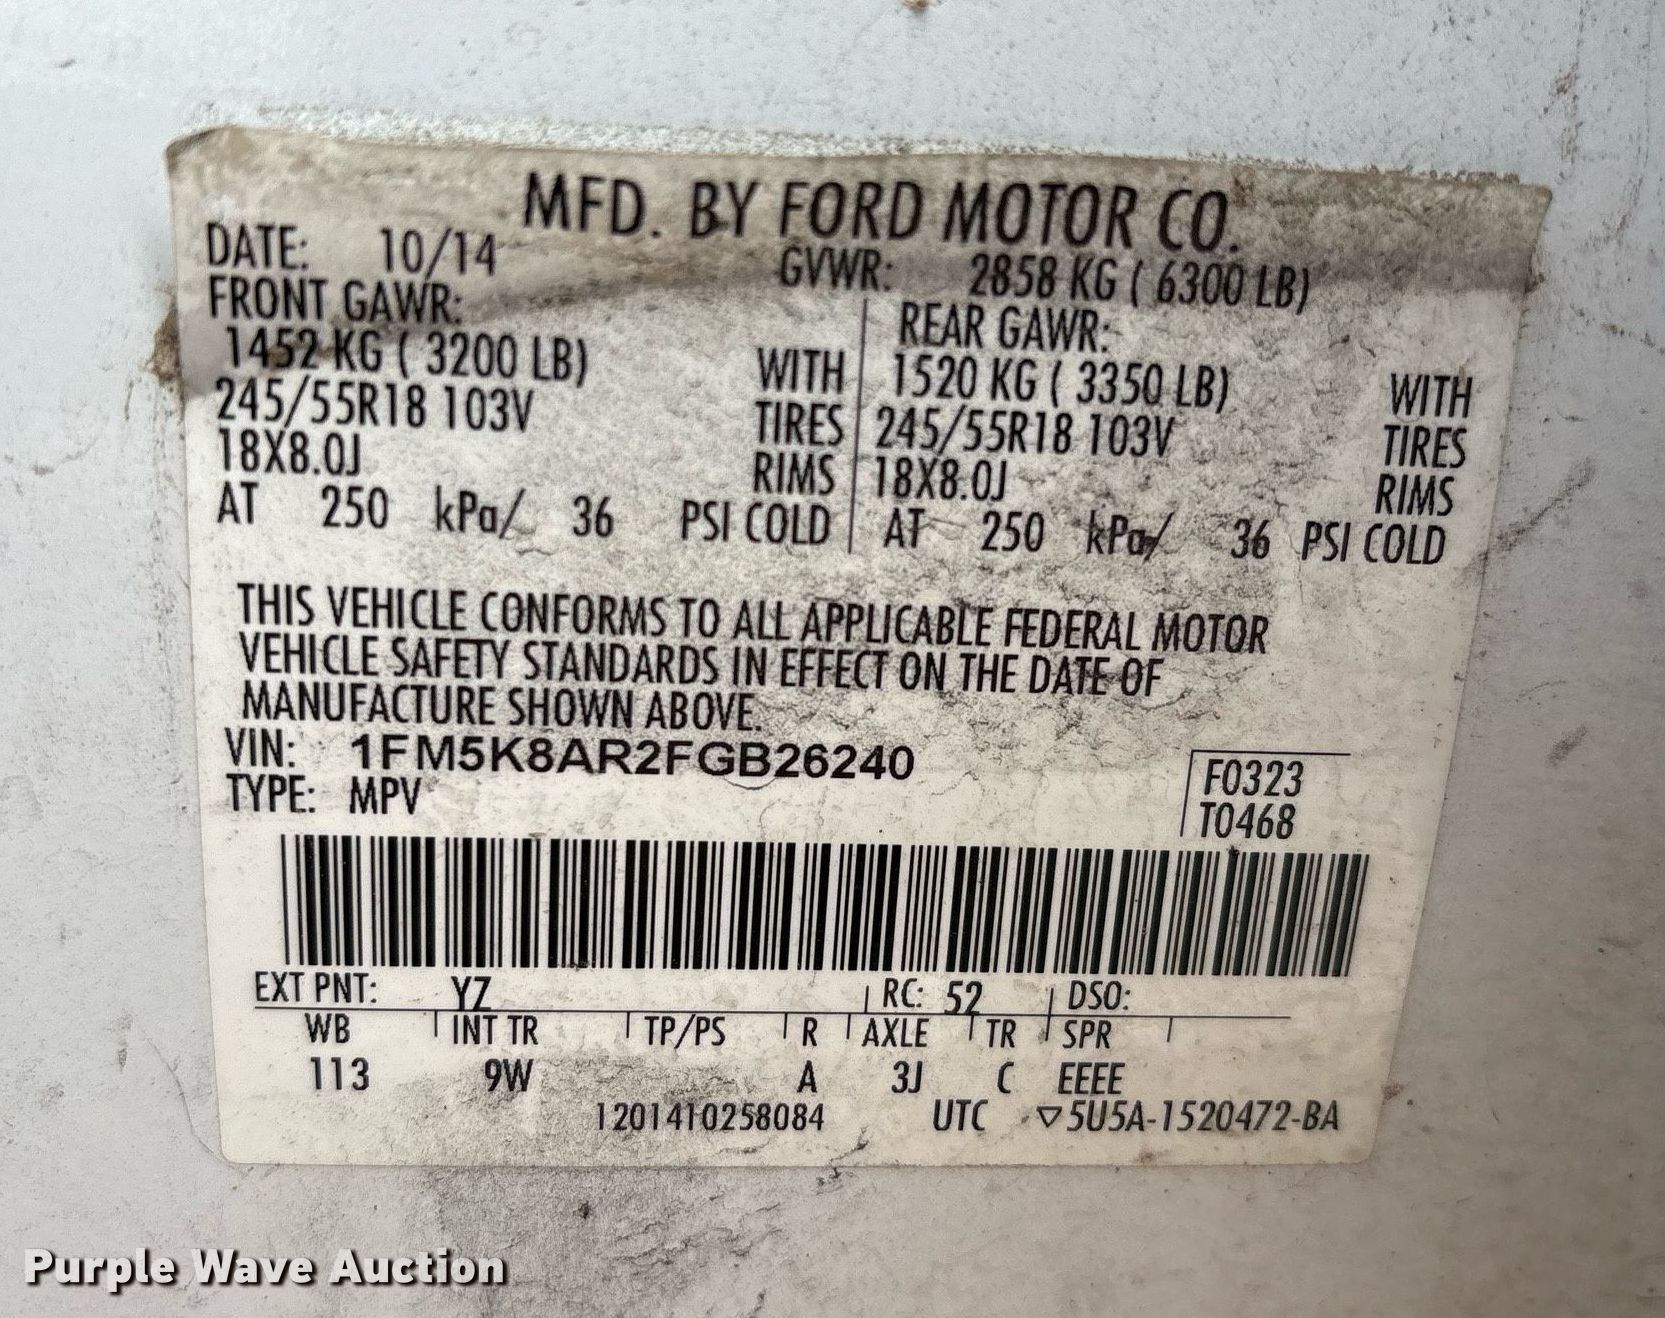 MFD. BY FORD MOTOR CO.
DATE: 10/14 GVWR: 2858 KG ( 6300 LB)
FRONT GAWR: REAR GAWR:
1452 KG ( 3200 LB) WITH 1520 KG ( 3350 LB) WITH
245/55R18 103V TIRES 245/55R18 103V TIRES
18X8.0J RIMS 18X8.0J RIMS
AT 250 kPa/ 36 PSI COLD AT 250 kPa/ 36 PSI COLD
THIS VEHICLE CONFORMS TO ALL APPLICABLE FEDERAL MOTOR
VEHICLE SAFETY STANDARDS IN EFFECT ON THE DATE OF
MANUFACTURE SHOWN ABOVE.
VIN: 1FM5K8AR2FGB26240
TYPE: MPV
F0323
T0468
EXT PNT: YZ RC: 52 DSO:
WB INT TR TP/PS R AXLE TR SPR
113 9W A 3J C EEEE
1201410258084 UTC ▽5U5A-1520472-BA
Purple Wave Auction